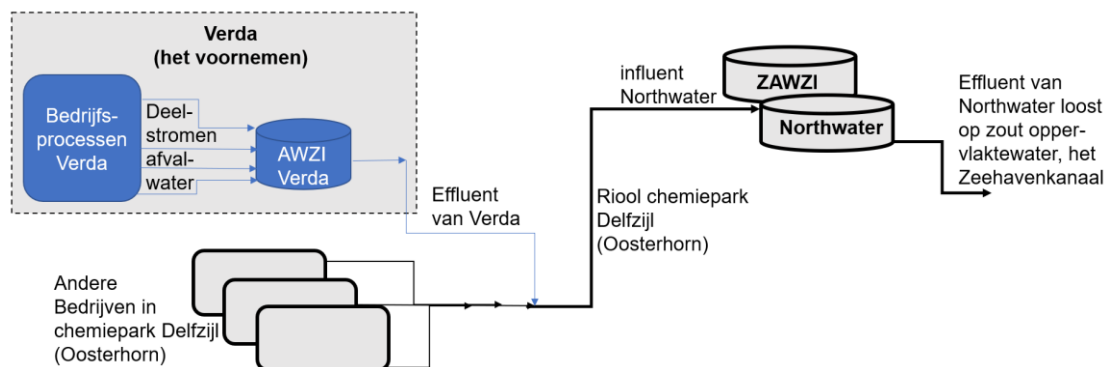 Verda
(het voornemen)
Bedrijfs-
processen
Verda
Deel-
stromen
afval-
water
AWZI
Verda
Effluent
van Verda
Andere
Bedrijven in
chemiepark Delfzijl
(Oosterhorn)
Riool chemiepark
Delfzijl
(Oosterhorn)
influent
Northwater
ZAWZI
Northwater
Effluent van
Northwater loost
op zout opper-
vlaktewater, het
Zeehavenkanaal